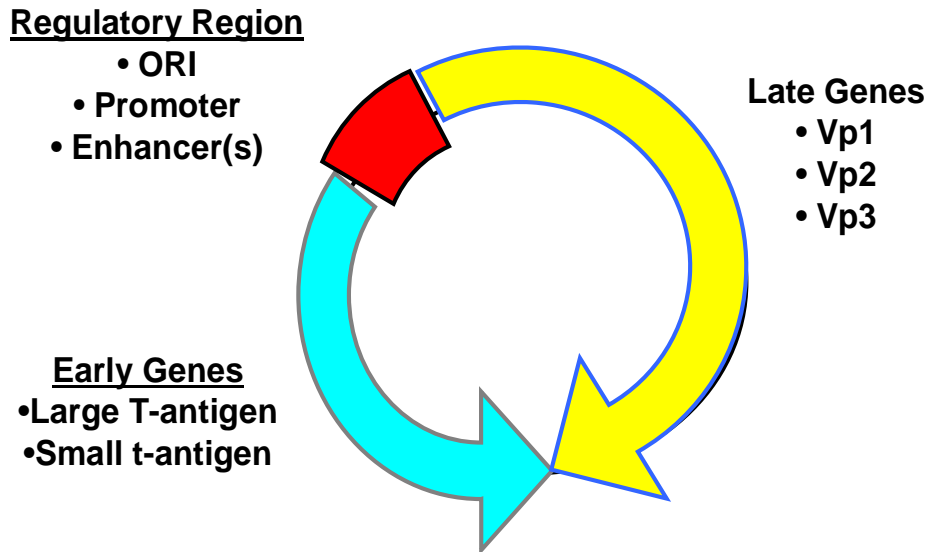 Regulatory Region
• ORI
• Promoter
• Enhancer(s)
Late Genes
• Vp1
• Vp2
• Vp3
Early Genes
•Large T-antigen
•Small t-antigen